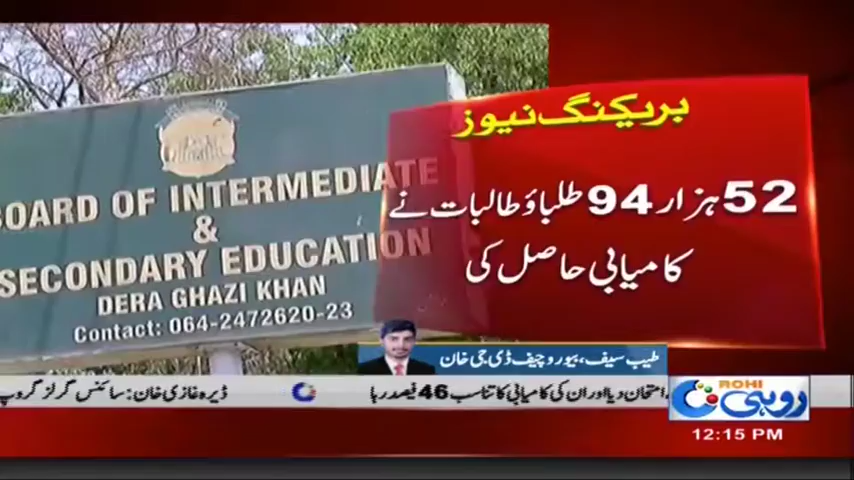 بریکنگ نیوز
52 ہزار 94 طلباؤ طالبات نے
کامیابی حاصل کی
BOARD OF INTERMEDIATE
&
SECONDARY EDUCATION
DERA GHAZI KHAN
Contact: 064-2472620-23
طیب سیف، بیورو چیف ڈی جی خان
امتحان دیا اور ان کی کامیابی کا تناسب 46 فیصد رہا
ڈیرہ غازی خان: سائنس گرلز گروپ
ROHI
روہی
12:15 PM